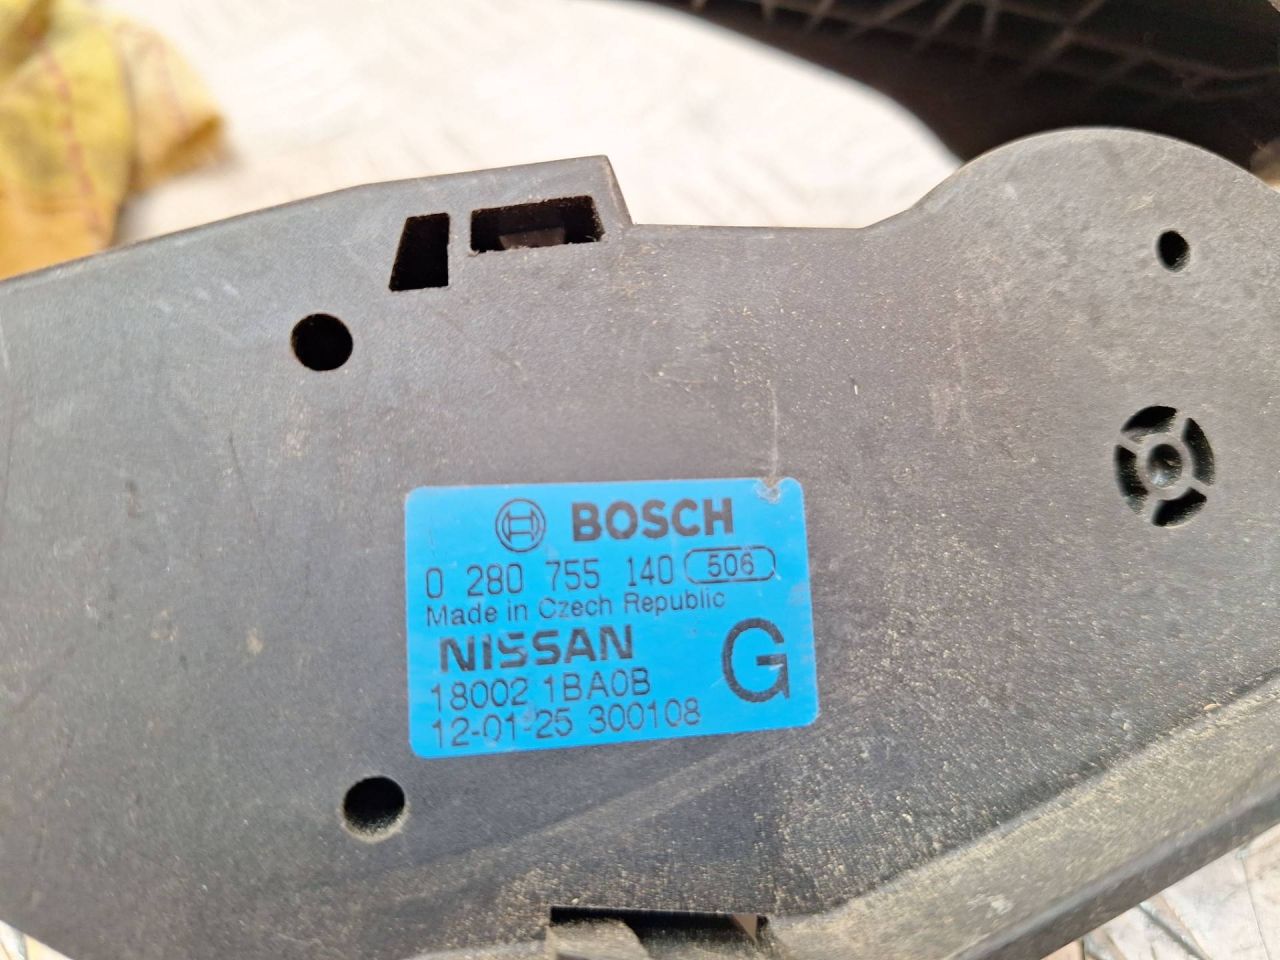 BOSCH
0 280 755 140 506
Made in Czech Republic
NISSAN
18002 1BA0B
G
12-01-25 300108